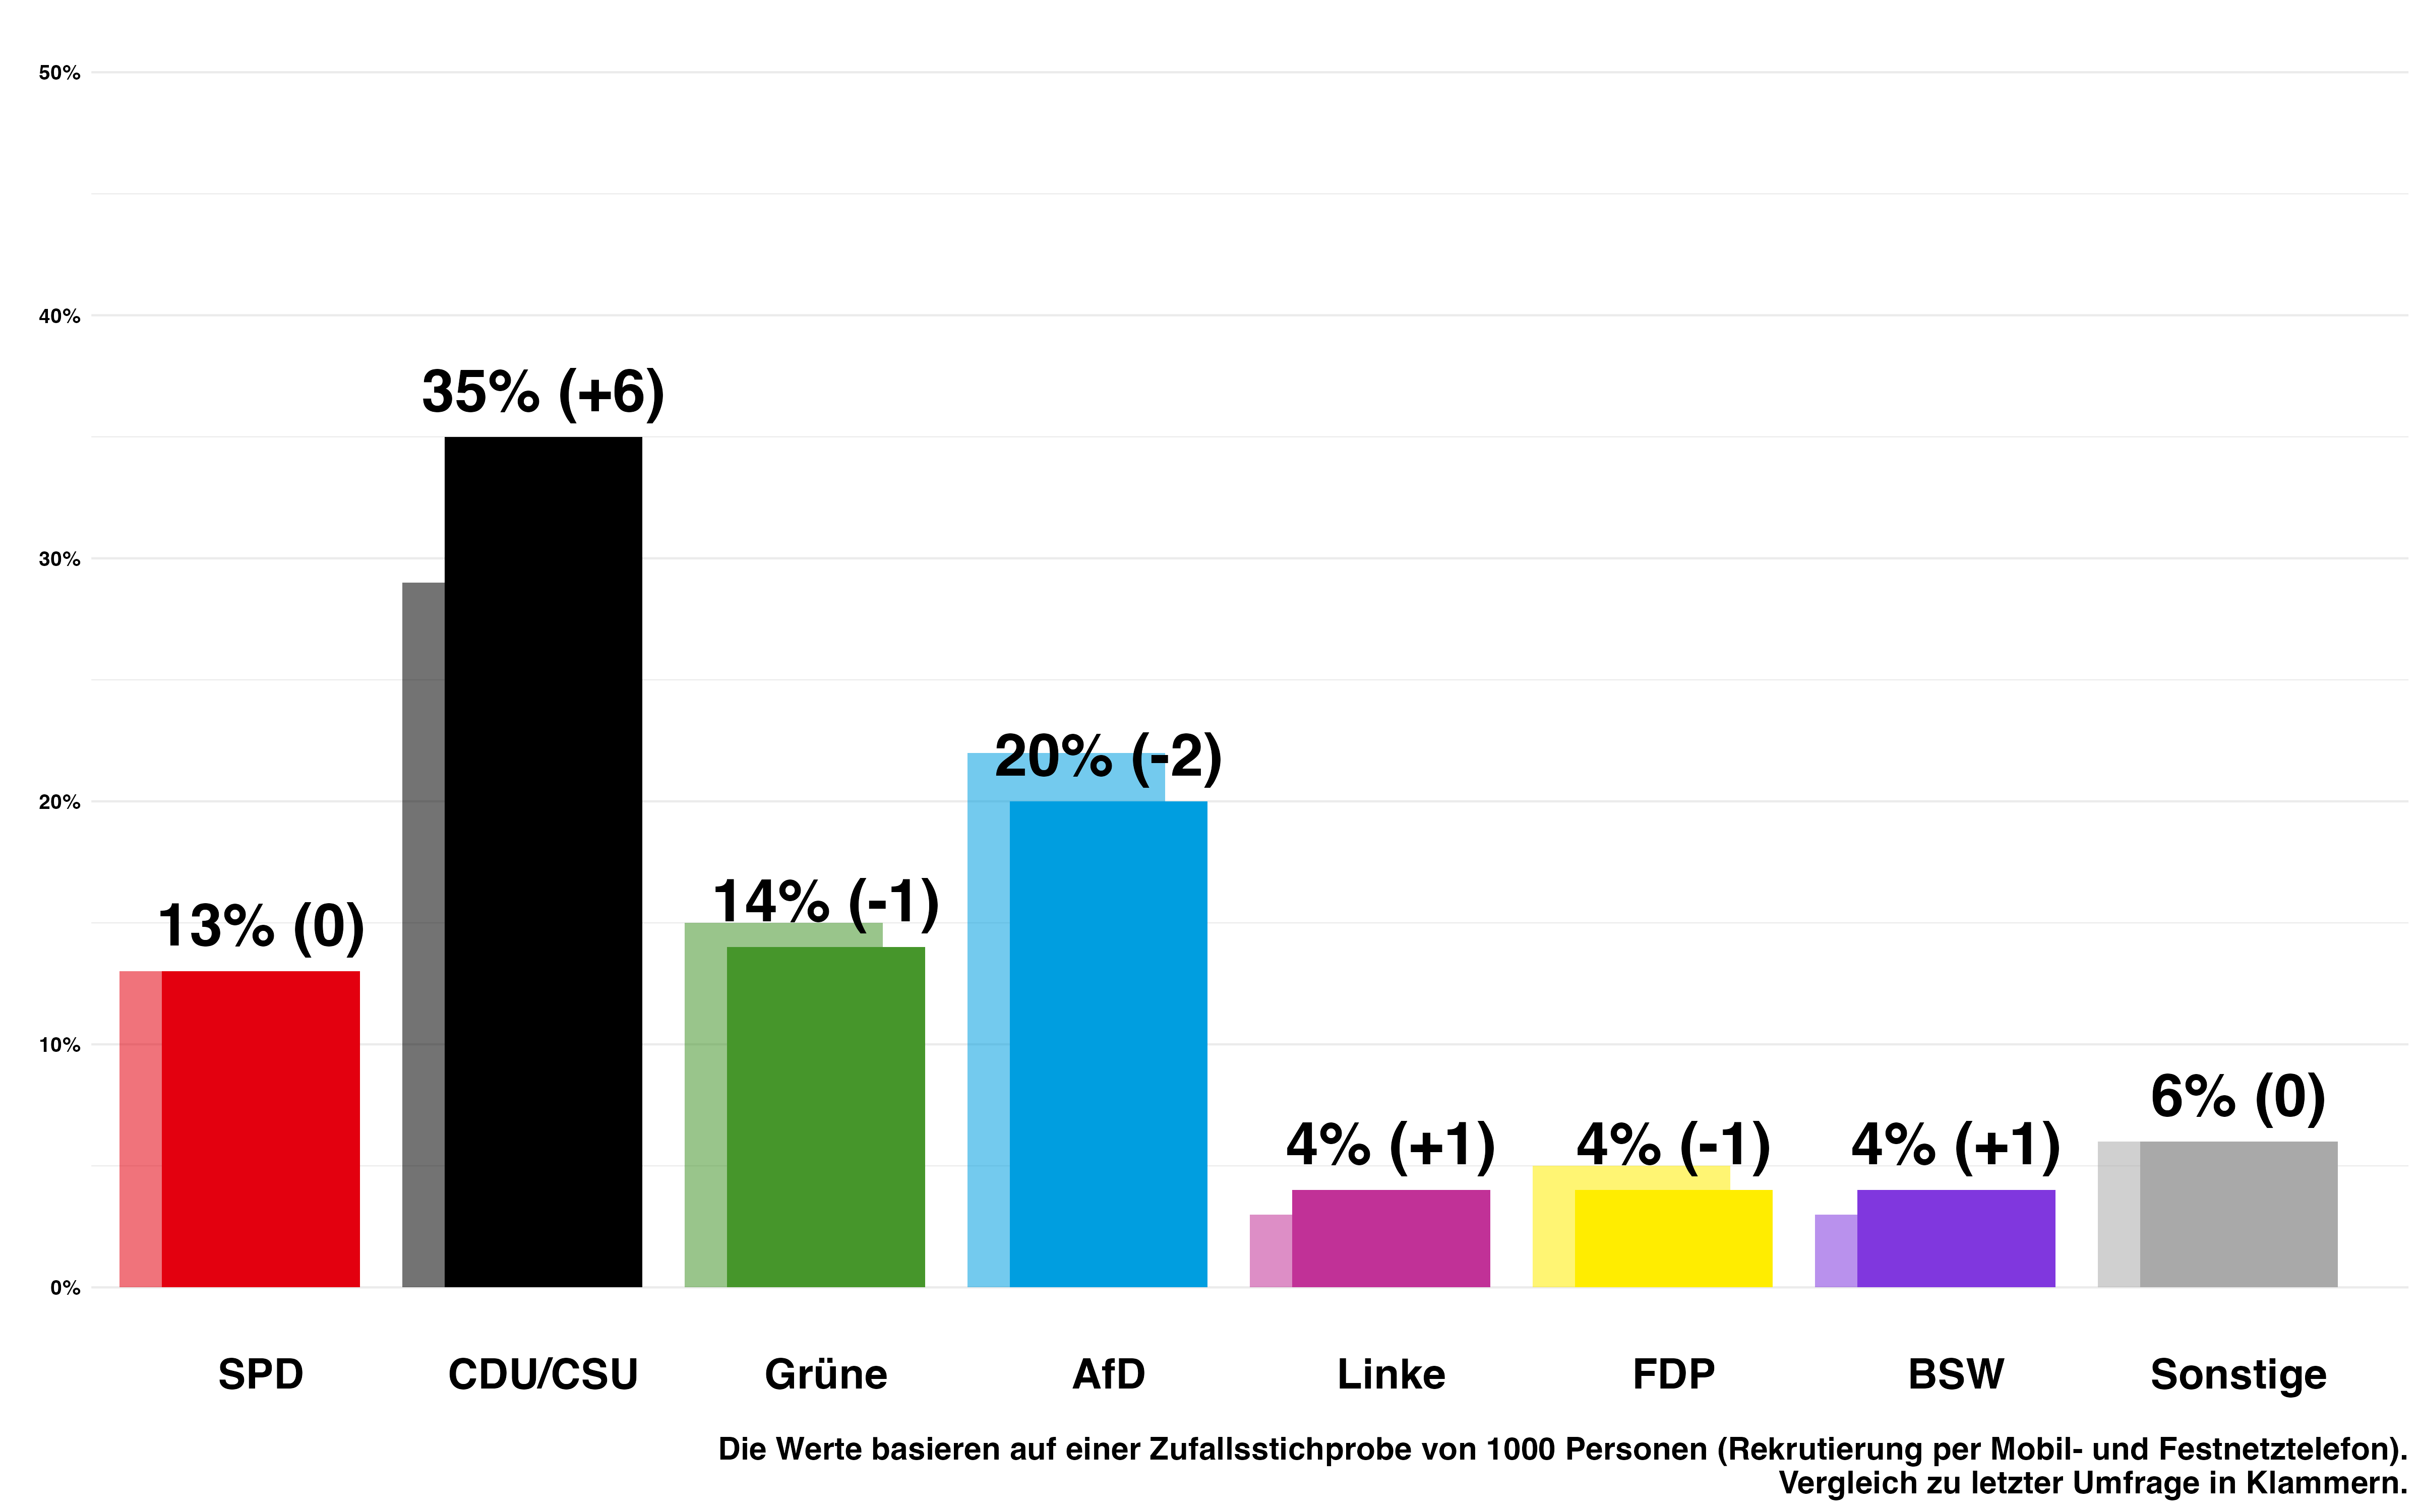 50%
40%
30%
20%
10%
0%
13% (0)
35% (+6)
14% (-1)
20% (-2)
4% (+1)
4% (-1)
4% (+1)
6% (0)
SPD
CDU/CSU
Grüne
AfD
Linke
FDP
BSW
Sonstige
Die Werte basieren auf einer Zufallsstichprobe von 1000 Personen (Rekrutierung per Mobil- und Festnetztelefon).
Vergleich zu letzter Umfrage in Klammern.